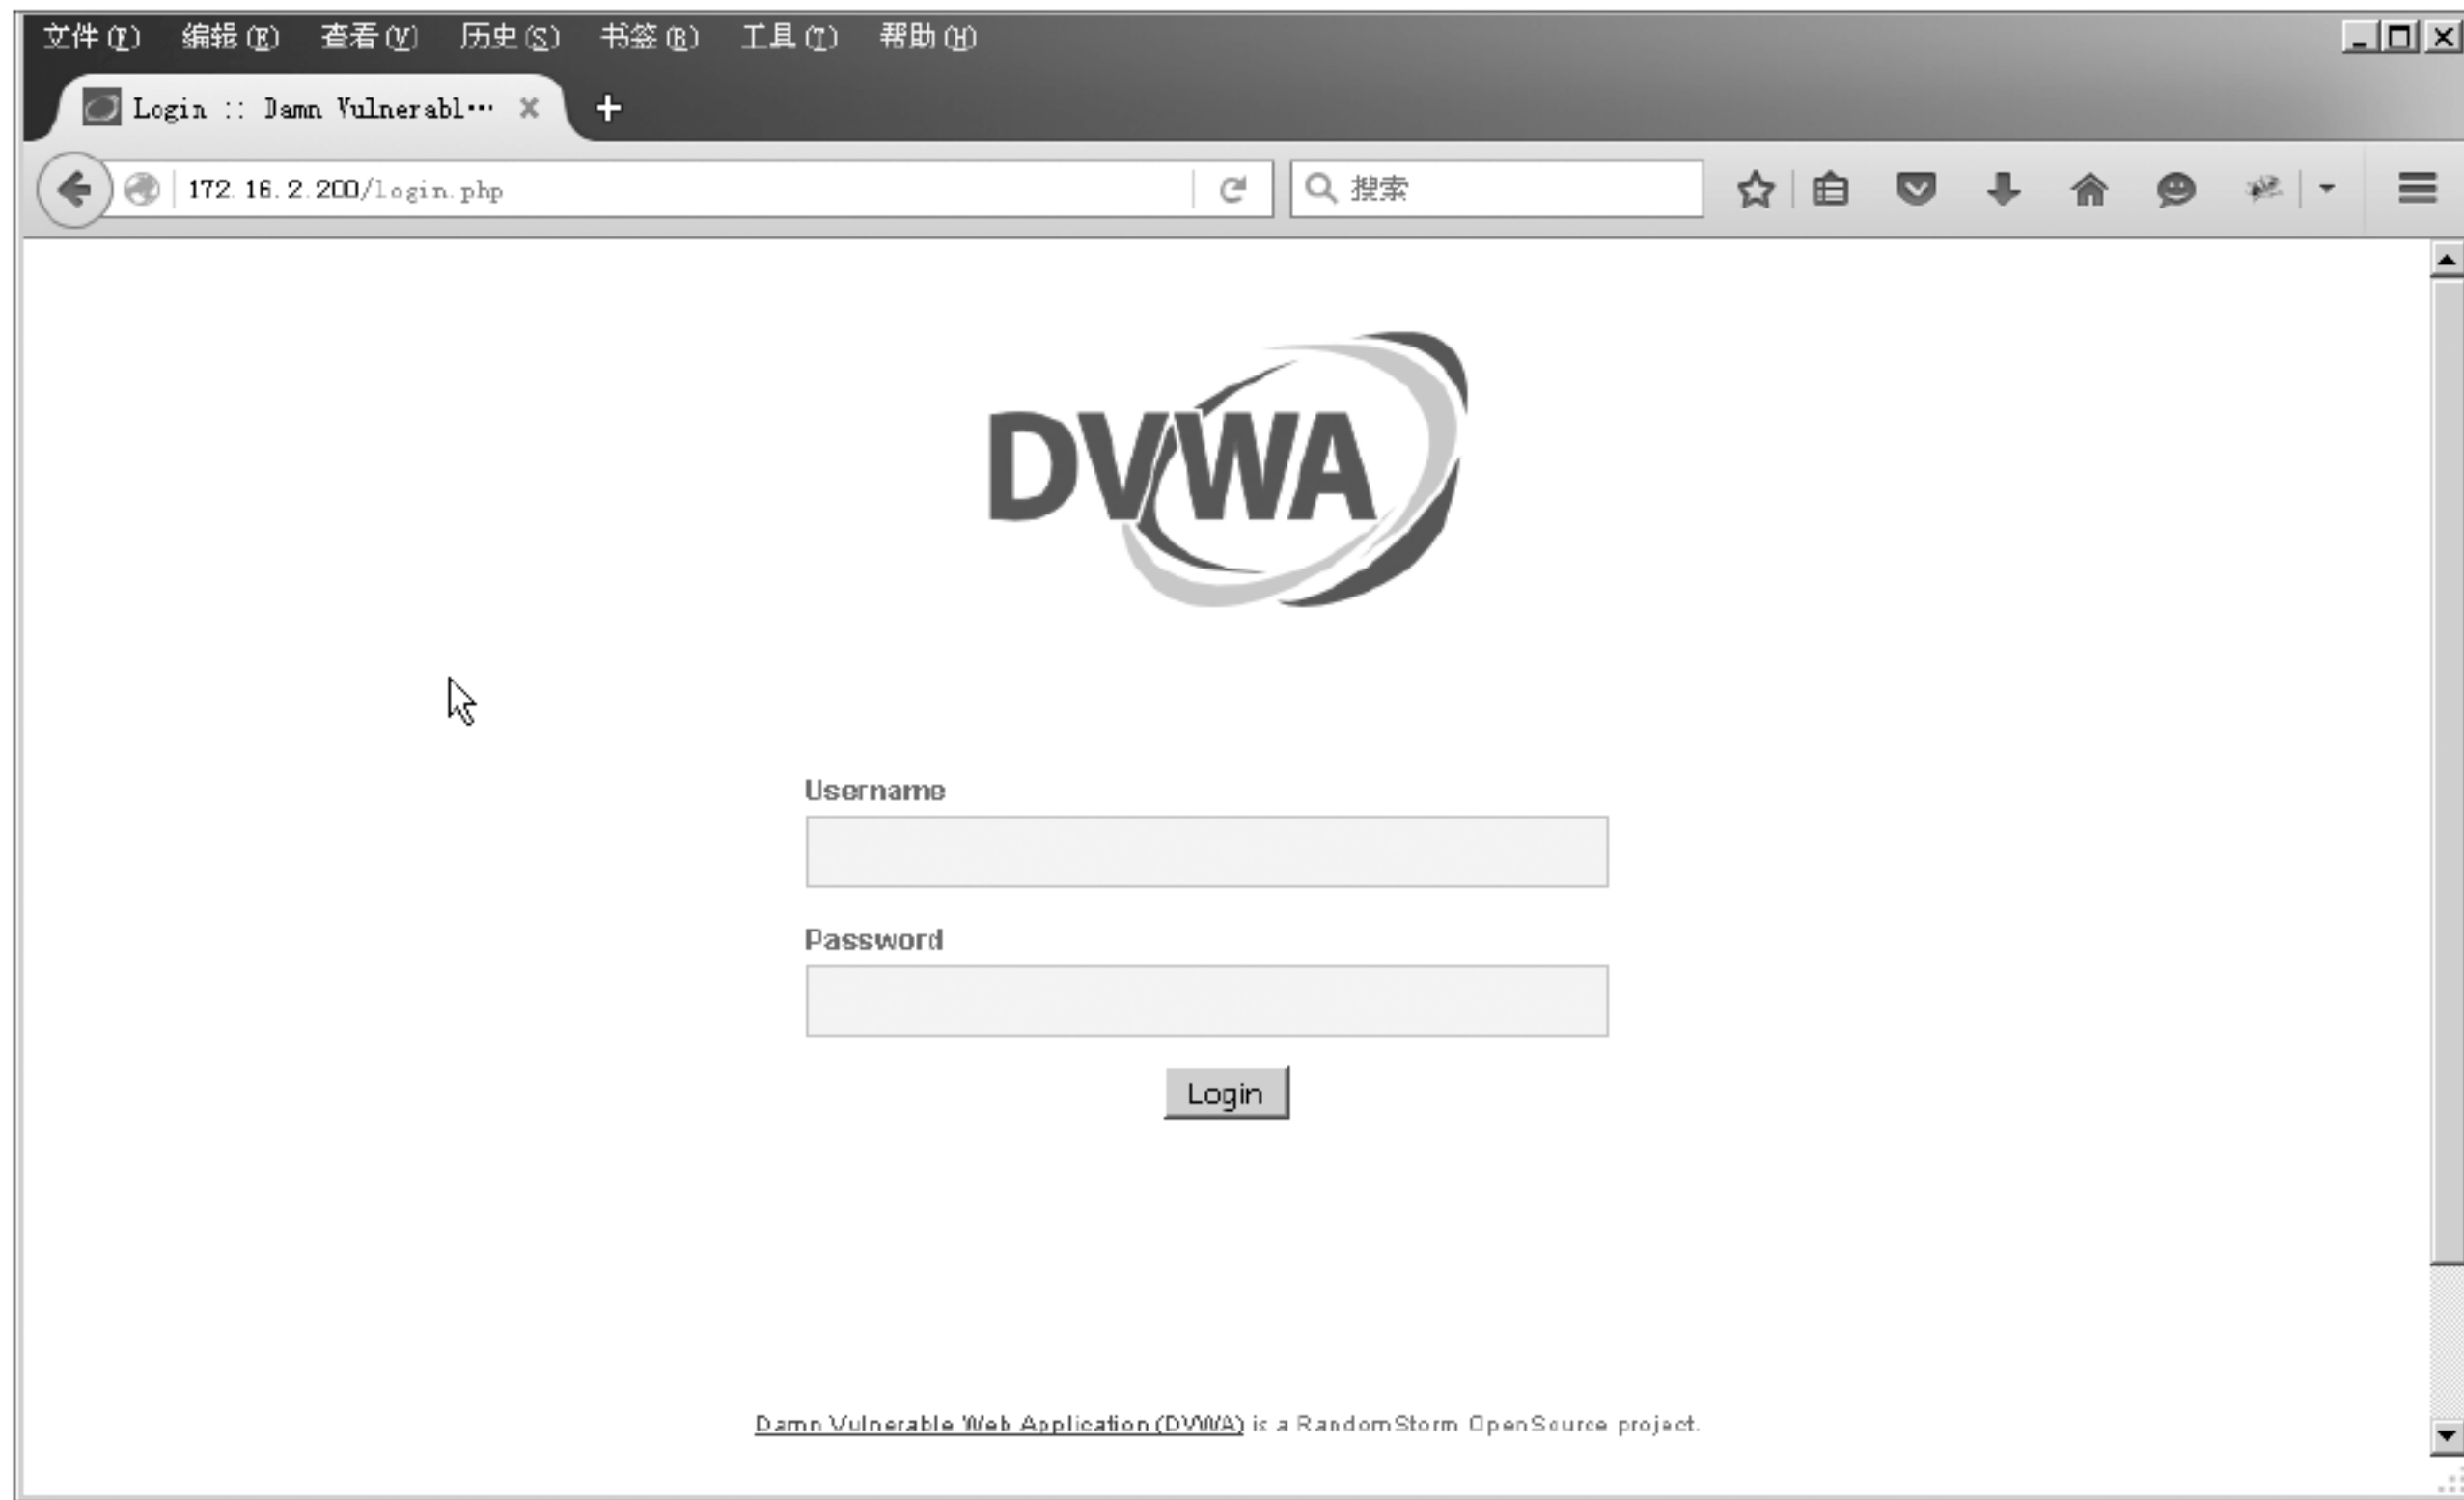 文件(F) 编辑(E) 查看(V) 历史(S) 书签(B) 工具(T) 帮助(H)
Login :: Damn Vulnerabl…
172.16.2.200/login.php 搜索
DVWA
Username
Password
Login
Damn Vulnerable Web Application (DVWA) is a RandomStorm OpenSource project.